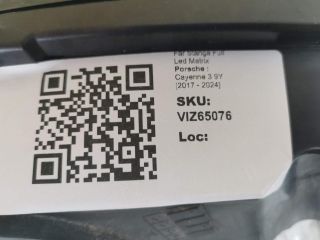 Far Stanga Full
Led Matrix
Porsche :
Cayenne 3 9Y
[2017 - 2024]
SKU:
VIZ65076
Loc: